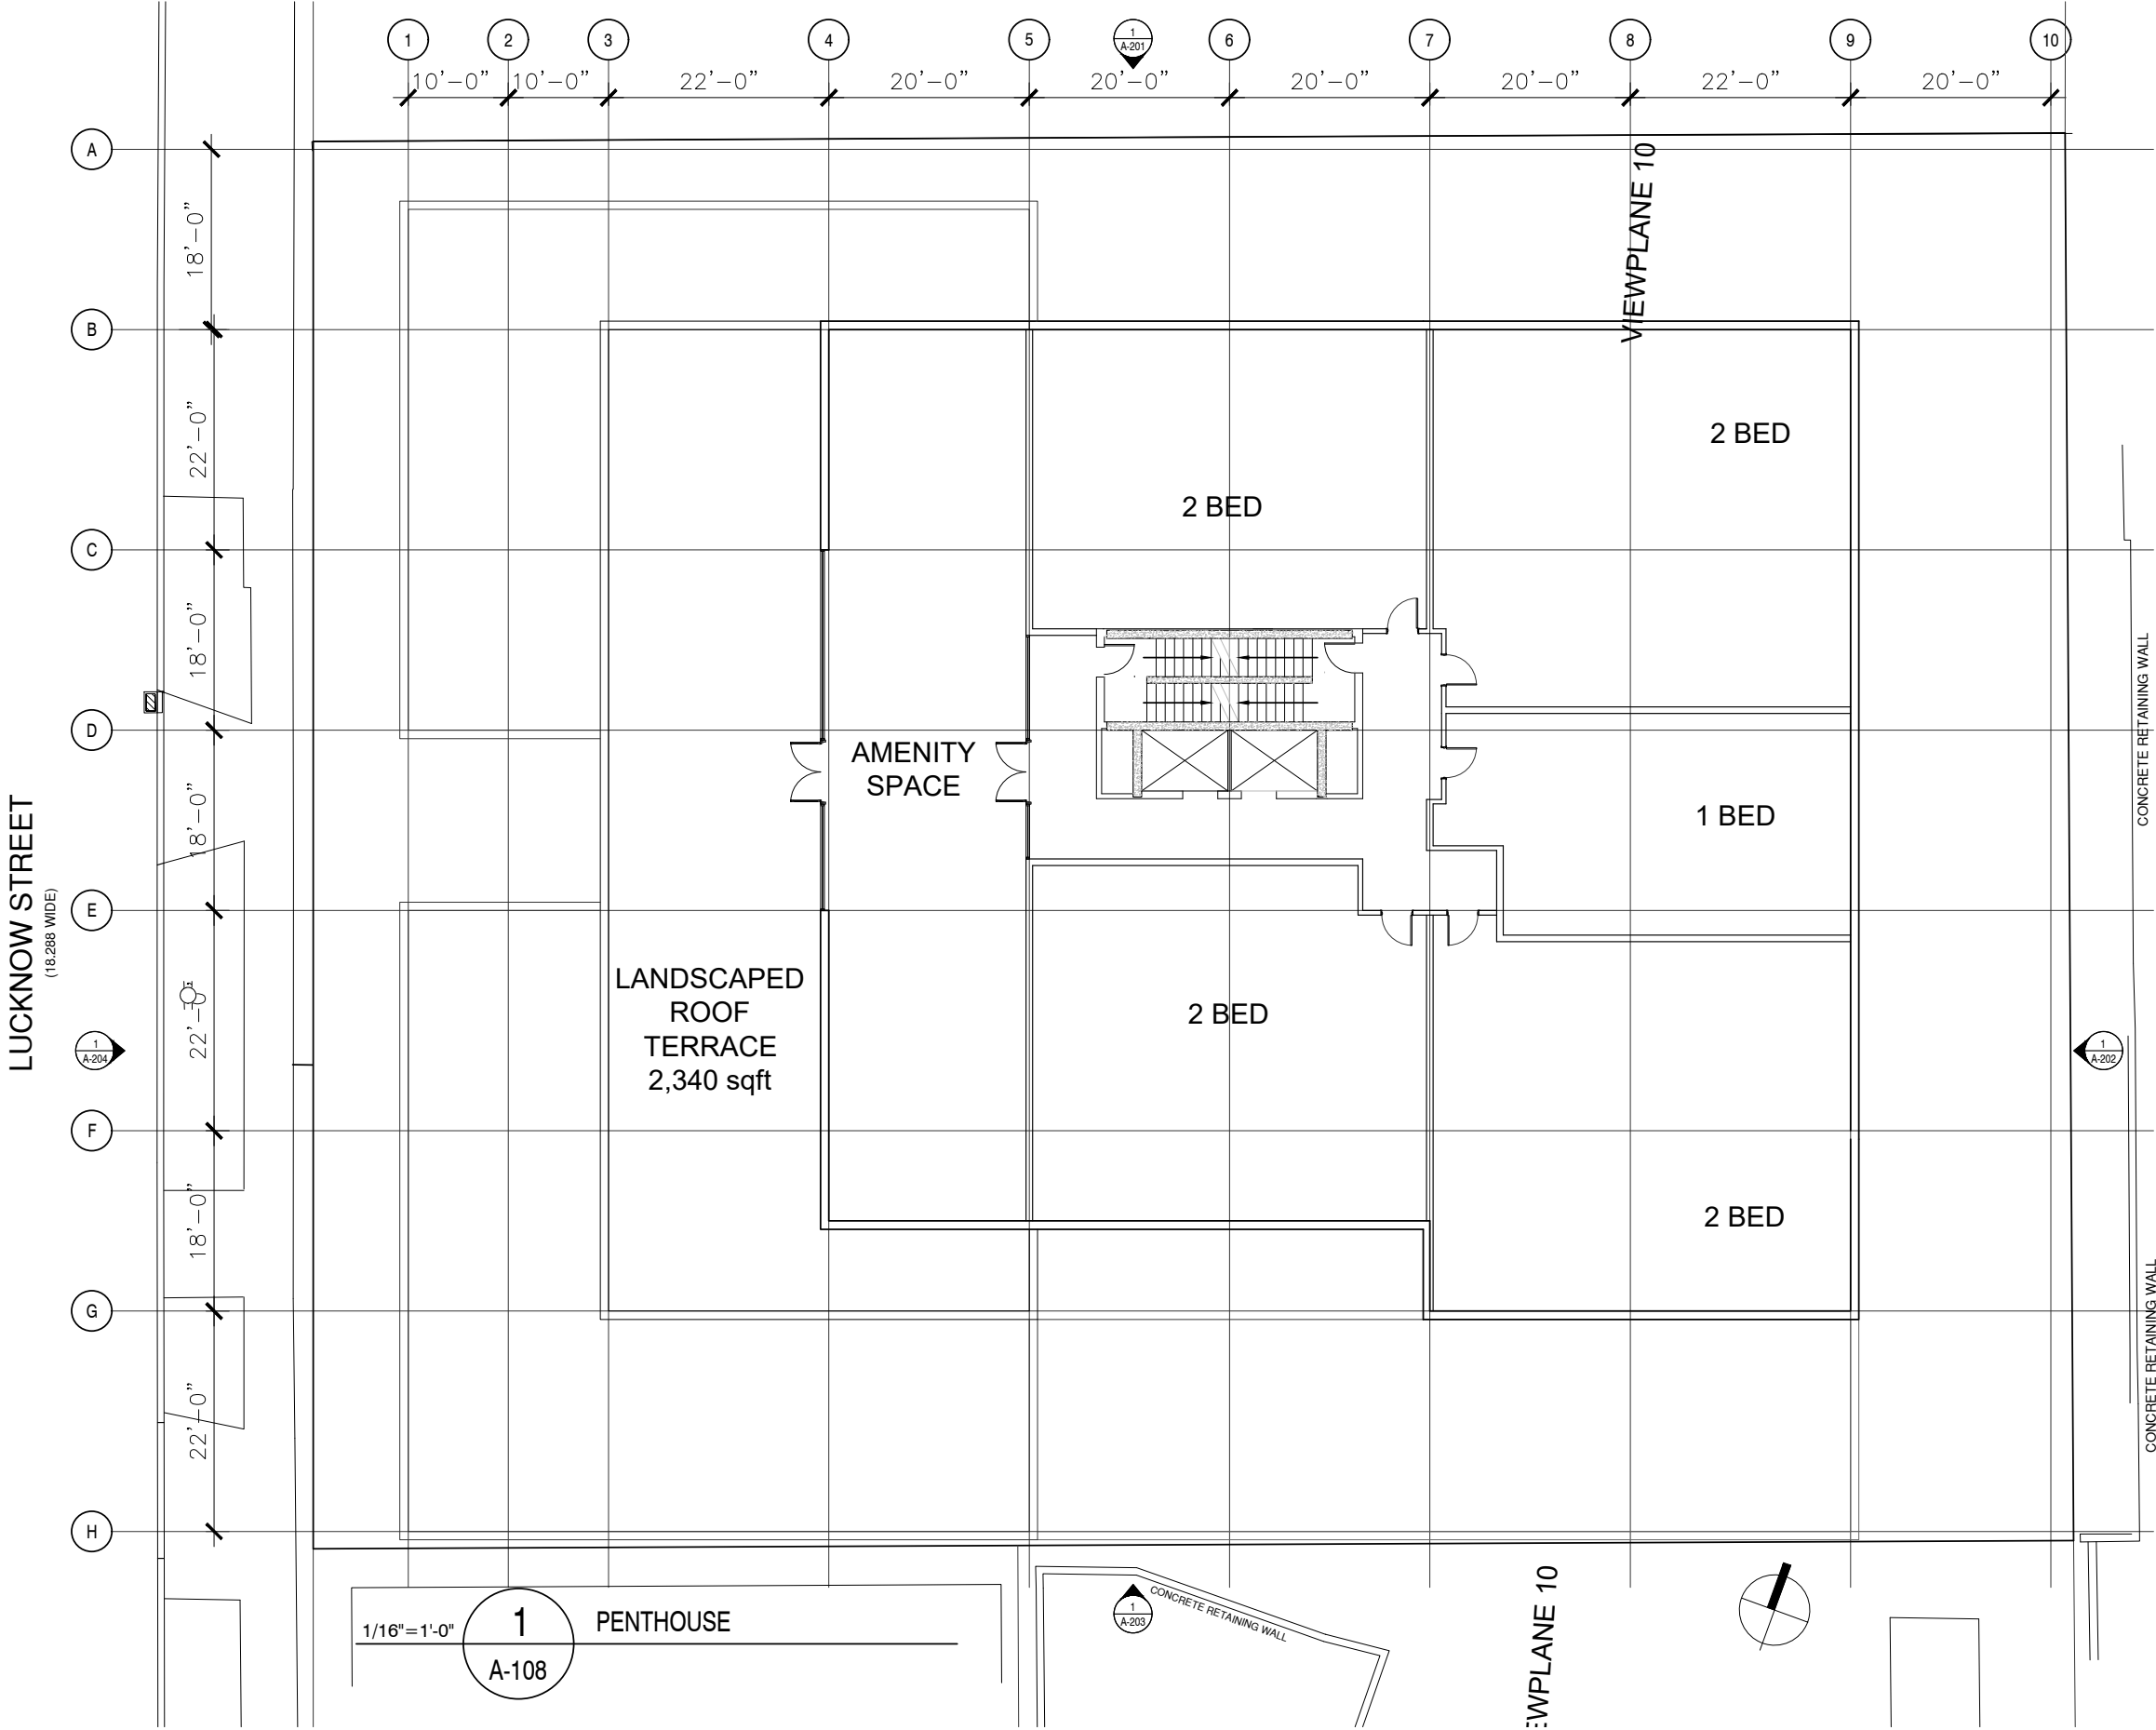 1
2
3
4
5
1
A-201
6
7
8
9
10
10'-0"
10'-0"
22'-0"
20'-0"
20'-0"
20'-0"
20'-0"
22'-0"
20'-0"
A
B
C
D
E
F
G
H
18'-0"
22'-0"
18'-0"
18'-0"
22'-0"
18'-0"
22'-0"
LUCKNOW STREET
(18.288 WIDE)
1
A-204
VIEWPLANE 10
2 BED
2 BED
AMENITY
SPACE
1 BED
LANDSCAPED
ROOF
TERRACE
2,340 sqft
2 BED
2 BED
CONCRETE RETAINING WALL
1
A-202
CONCRETE RETAINING WALL
1/16"=1'-0"
1
A-108
PENTHOUSE
1
A-203
CONCRETE RETAINING WALL
EWPLANE 10